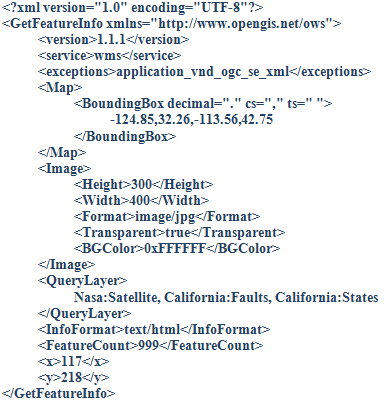 <?xml version="1.0" encoding="UTF-8"?>
<GetFeatureInfo xmlns="http://www.opengis.net/ows">
<version>1.1.1</version>
<service>wms</service>
<exceptions>application_vnd_ogc_se_xml</exceptions>
<Map>
<BoundingBox decimal="." cs="," ts=" ">
-124.85,32.26,-113.56,42.75
</BoundingBox>
</Map>
<Image>
<Height>300</Height>
<Width>400</Width>
<Format>image/jpg</Format>
<Transparent>true</Transparent>
<BGColor>0xFFFFFF</BGColor>
</Image>
<QueryLayer>
Nasa:Satellite, California:Faults, California:States
</QueryLayer>
<InfoFormat>text/html</InfoFormat>
<FeatureCount>999</FeatureCount>
<x>117</x>
<y>218</y>
</GetFeatureInfo>